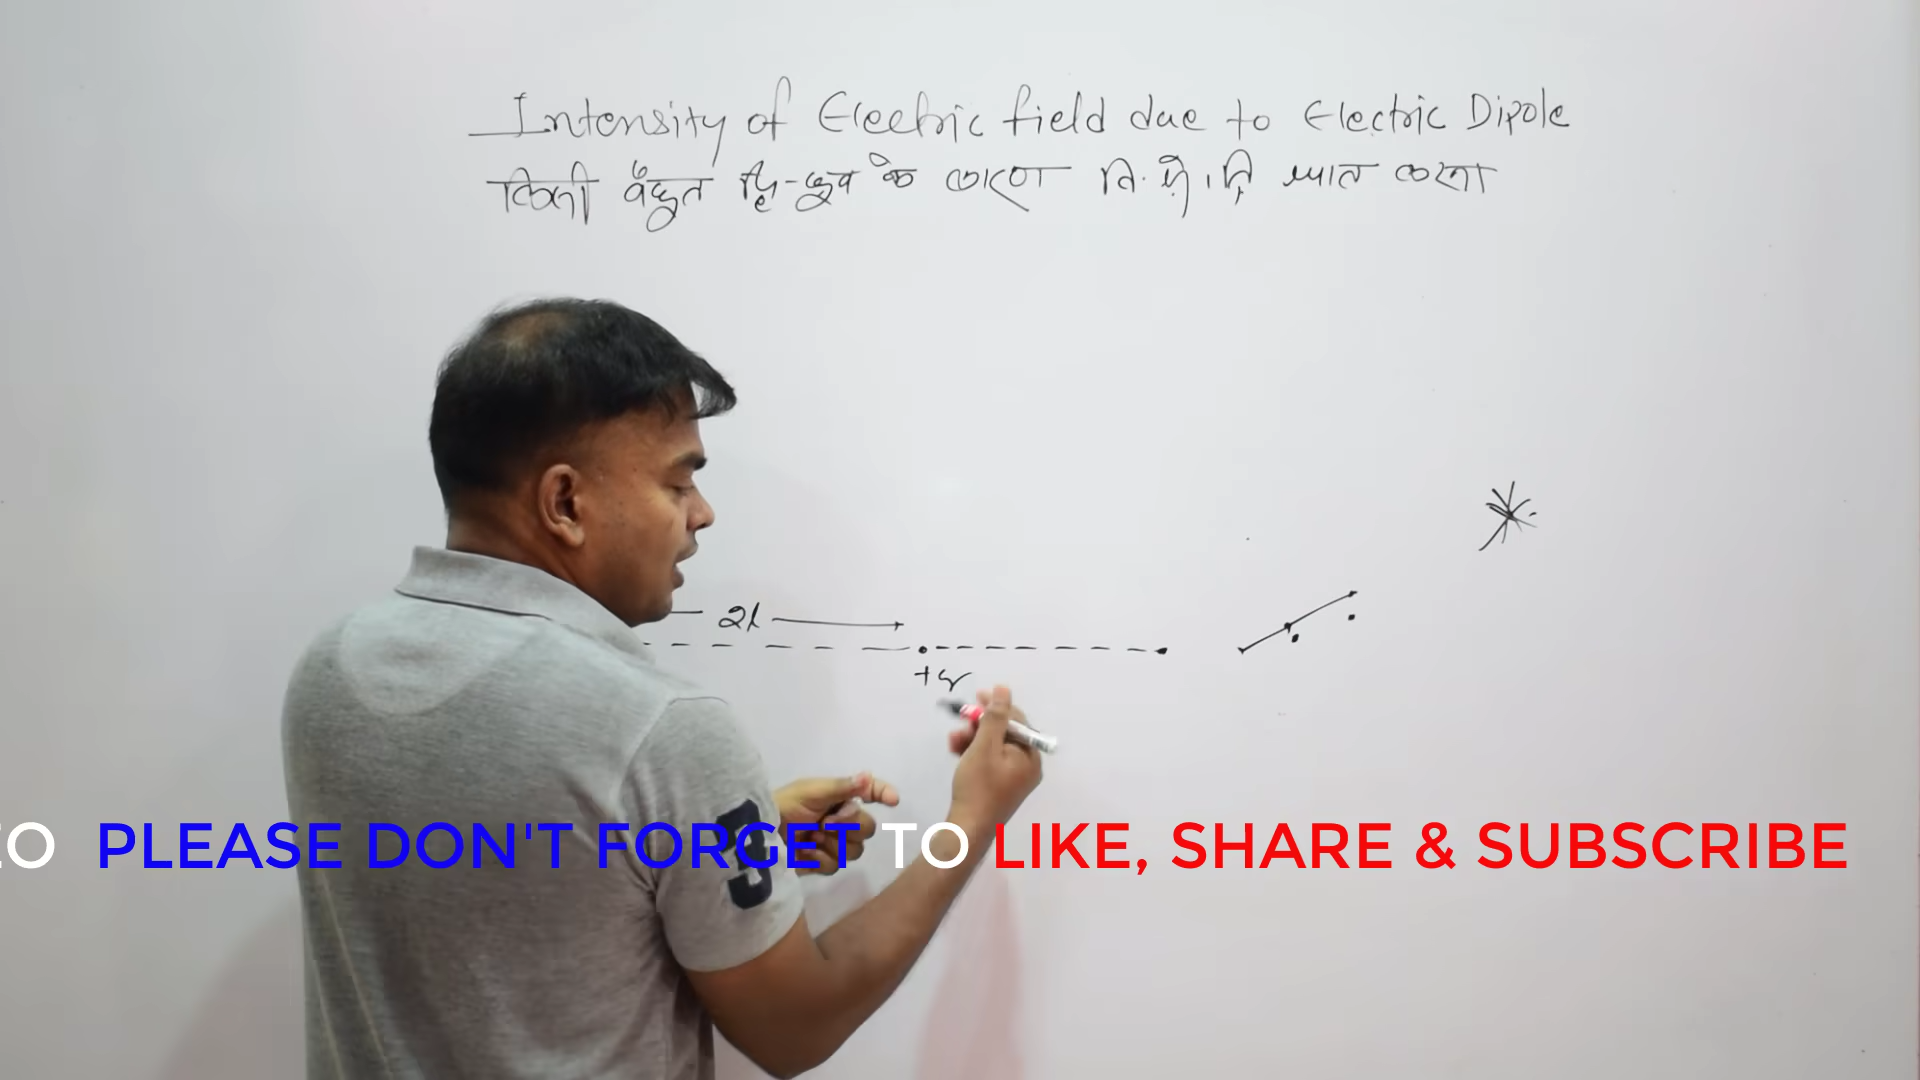 Intensity of Electric field due to Electric Dipole
किसी वैद्युत द्वि-ध्रुव के कारण वि. क्षे. ति ज्ञात करना
2l
+q
PLEASE DON'T FORGET TO LIKE, SHARE & SUBSCRIBE